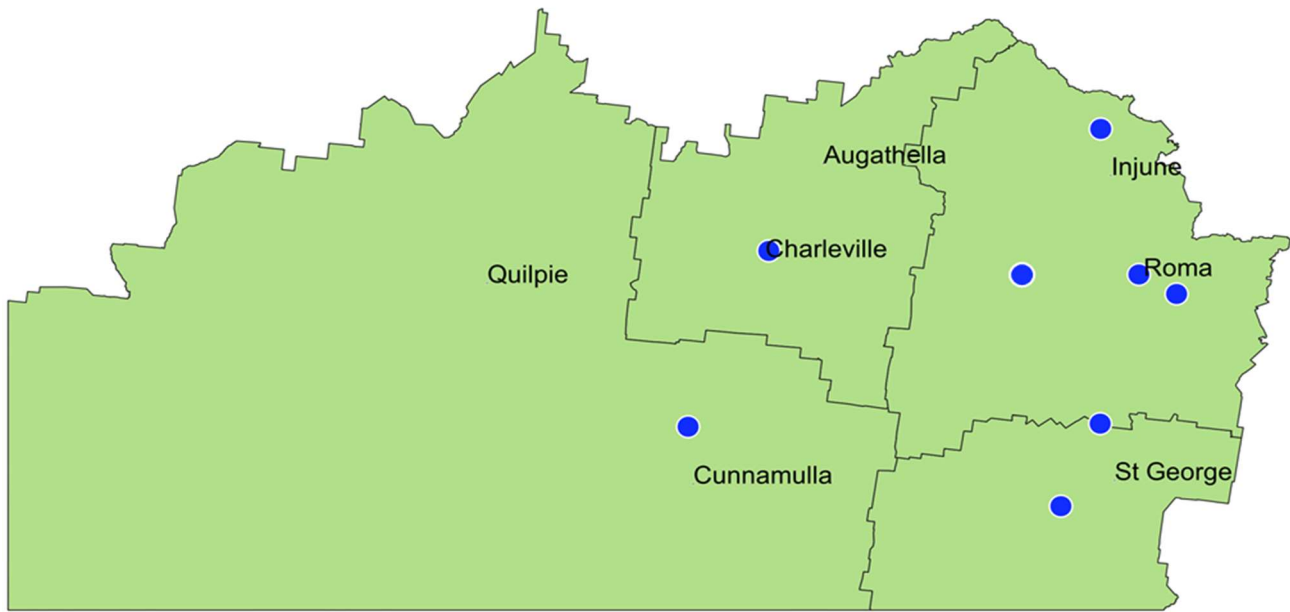 Augathella
Injune
Charleville
Quilpie
Roma
Cunnamulla
St George